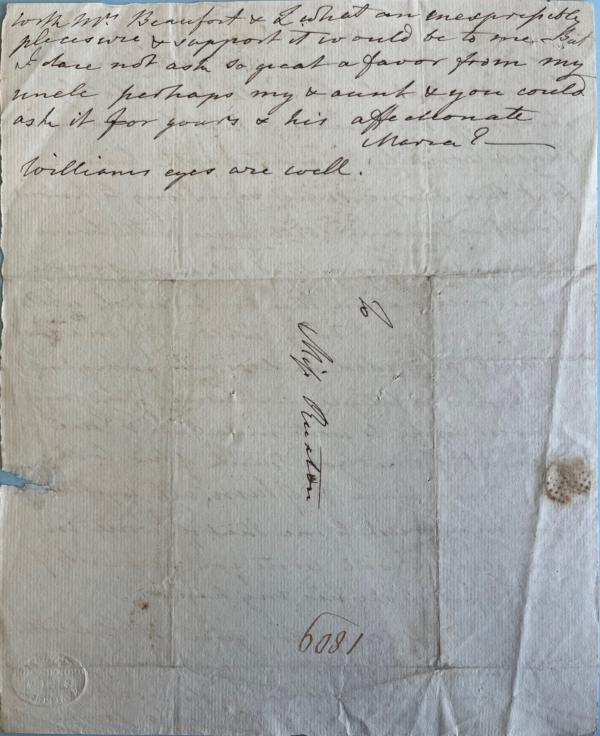 with Mrs Beaufort & L what an inexpressibly
pleasure & support it would be to me. But
I dare not ask so great a favor from my
uncle perhaps my & aunt & you could
ask it for yours & his affectionate
Maria E
Williams eyes are well.
To
Miss Ruxton
1809